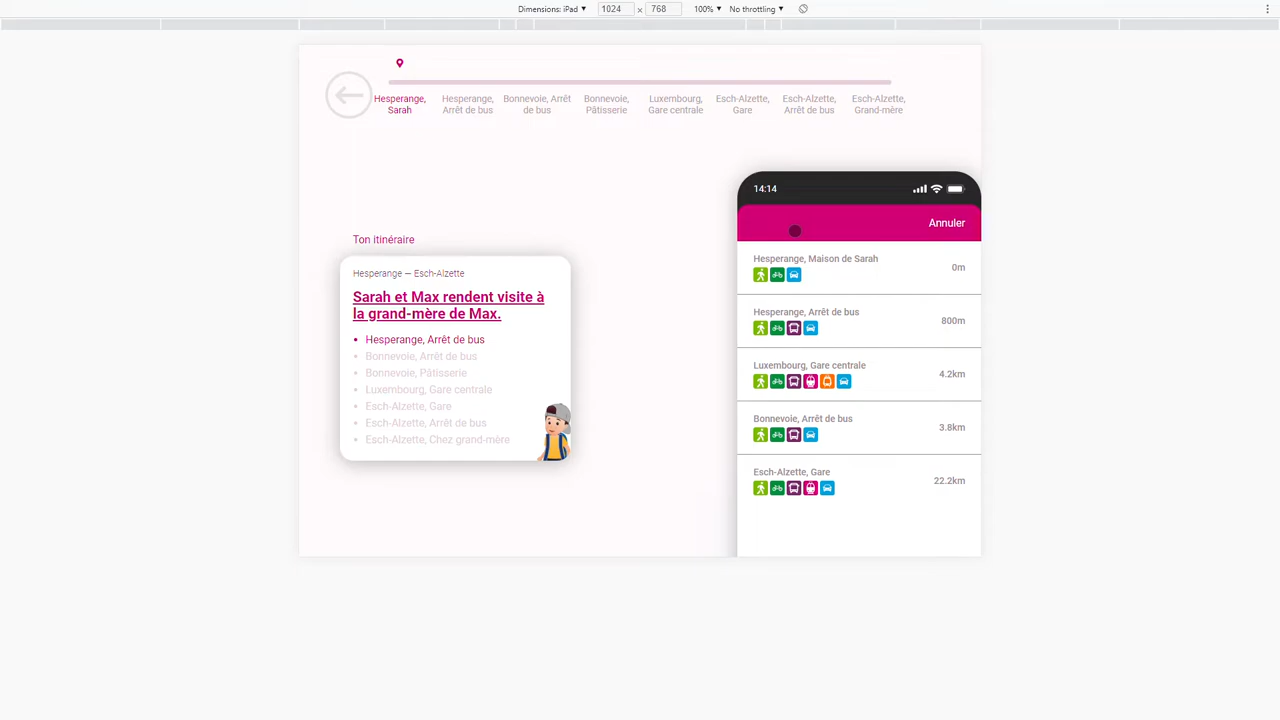 Dimensions: iPad ▼ 1024 x 768 100% ▼ No throttling ▼
Hesperange, Sarah
Hesperange, Arrêt de bus
Bonnevoie, Arrêt de bus
Bonnevoie, Pâtisserie
Luxembourg, Gare centrale
Esch-Alzette, Gare
Esch-Alzette, Arrêt de bus
Esch-Alzette, Grand-mère
Ton itinéraire
Hesperange — Esch-Alzette
Sarah et Max rendent visite à
la grand-mère de Max.
• Hesperange, Arrêt de bus
• Bonnevoie, Arrêt de bus
• Bonnevoie, Pâtisserie
• Luxembourg, Gare centrale
• Esch-Alzette, Gare
• Esch-Alzette, Arrêt de bus
• Esch-Alzette, Chez grand-mère
14:14
Annuler
Hesperange, Maison de Sarah 0m
Hesperange, Arrêt de bus 800m
Luxembourg, Gare centrale 4.2km
Bonnevoie, Arrêt de bus 3.8km
Esch-Alzette, Gare 22.2km